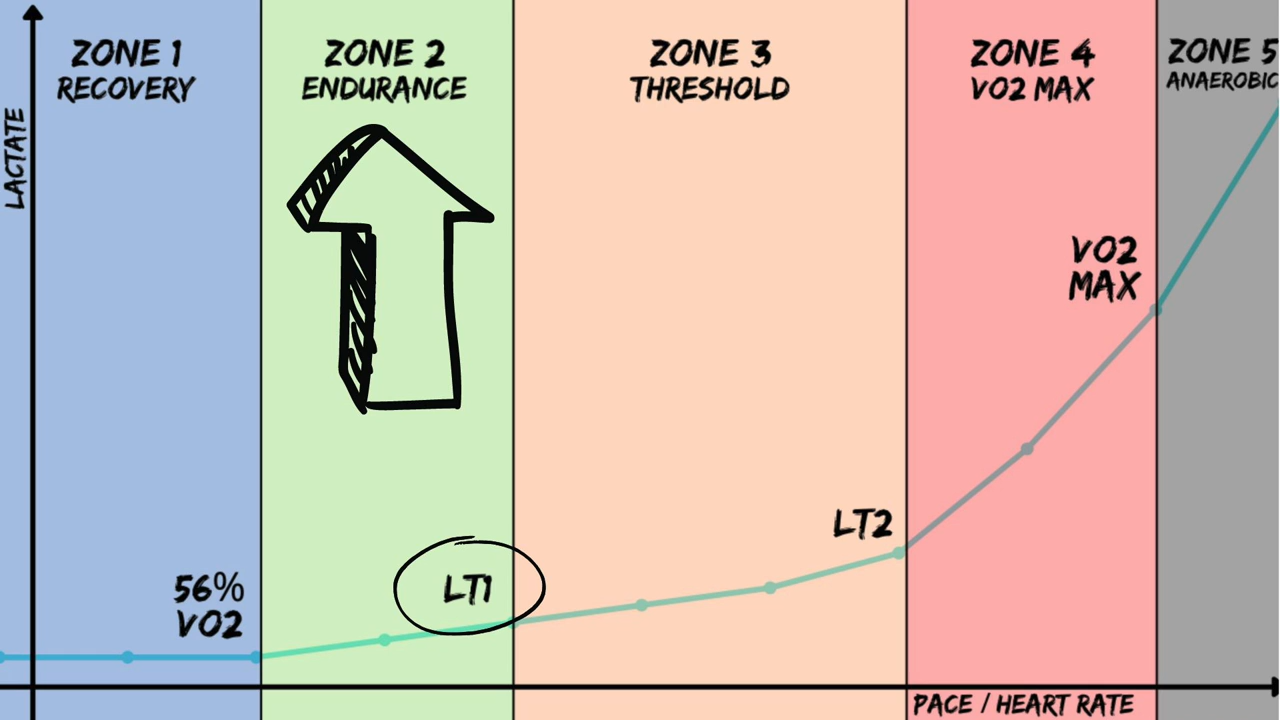 ZONE 1
RECOVERY
ZONE 2
ENDURANCE
ZONE 3
THRESHOLD
ZONE 4
VO2 MAX
ZONE 5
ANAEROBIC
LACTATE
VO2
MAX
LT2
LT1
56%
VO2
PACE / HEART RATE